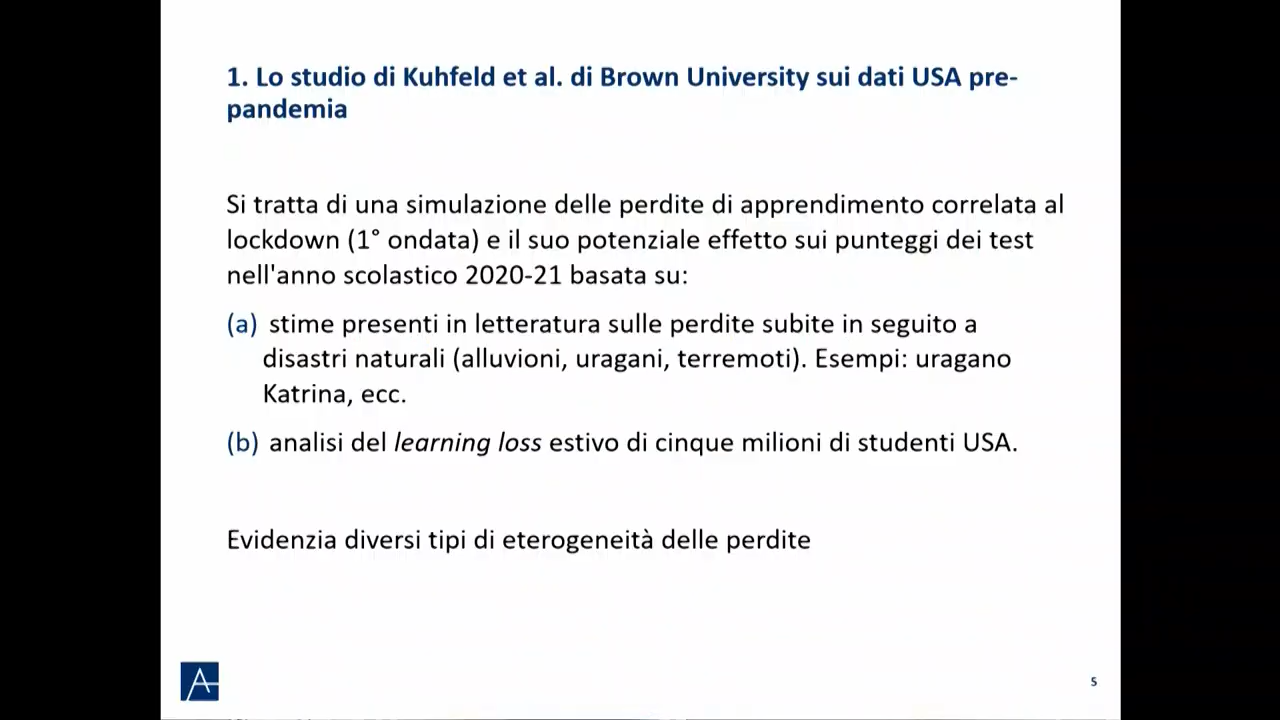 1. Lo studio di Kuhfeld et al. di Brown University sui dati USA pre-
pandemia
Si tratta di una simulazione delle perdite di apprendimento correlata al
lockdown (1° ondata) e il suo potenziale effetto sui punteggi dei test
nell'anno scolastico 2020-21 basata su:
(a) stime presenti in letteratura sulle perdite subite in seguito a
disastri naturali (alluvioni, uragani, terremoti). Esempi: uragano
Katrina, ecc.
(b) analisi del learning loss estivo di cinque milioni di studenti USA.
Evidenzia diversi tipi di eterogeneità delle perdite
5